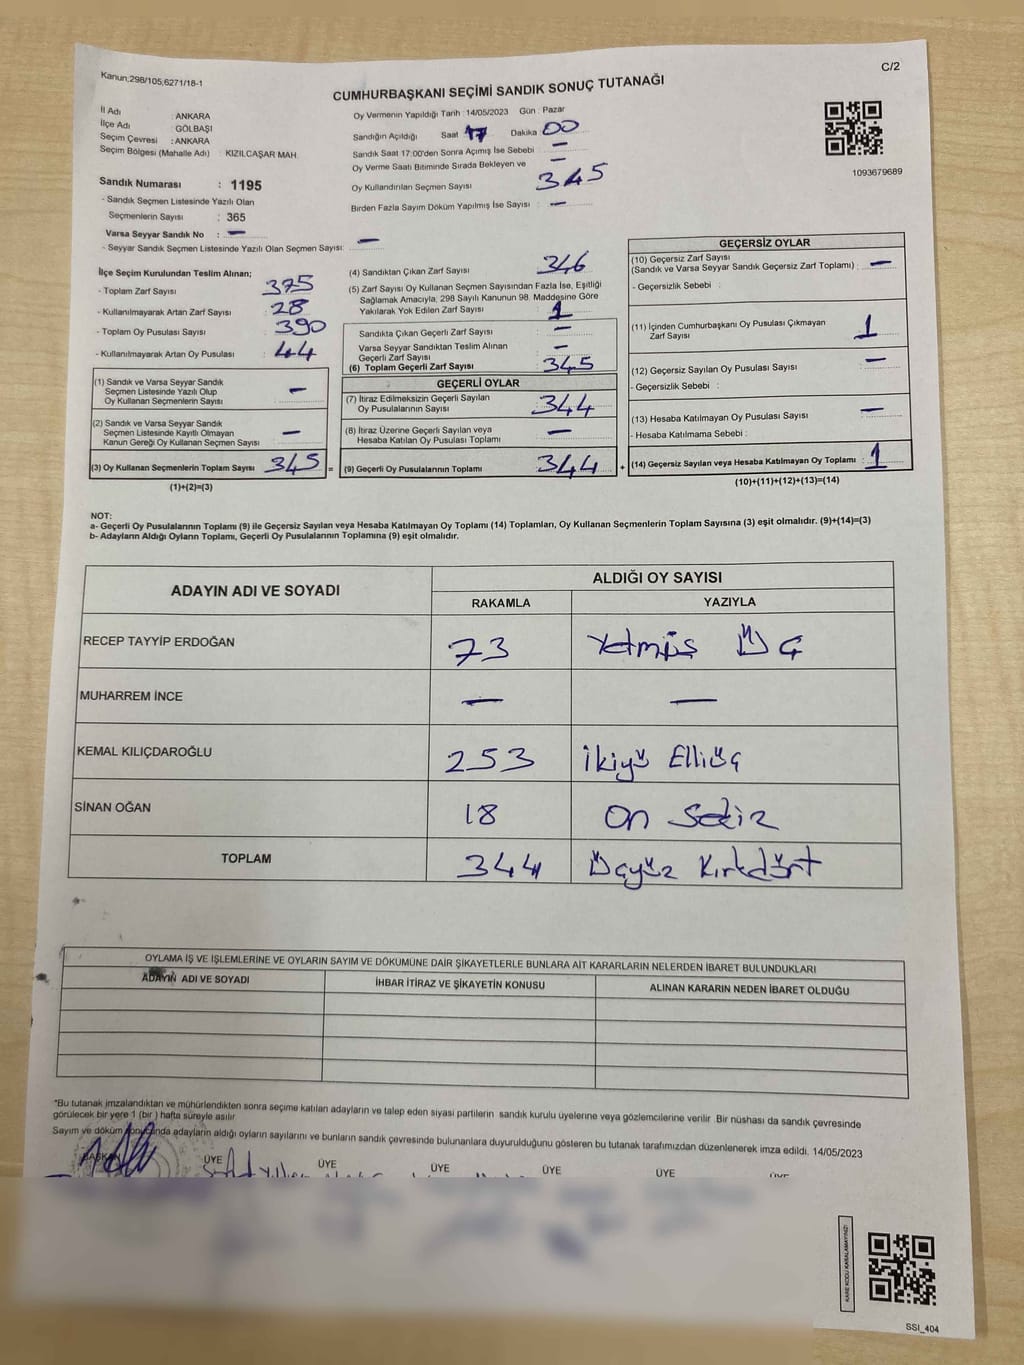 Kanun;298/105,6271/18-1
C/2
CUMHURBAŞKANI SEÇİMİ SANDIK SONUÇ TUTANAĞI
İl Adı : ANKARA
İlçe Adı : GÖLBAŞI
Seçim Çevresi : ANKARA
Seçim Bölgesi (Mahalle Adı) : KIZILCAŞAR MAH.
Sandık Numarası : 1195
- Sandık Seçmen Listesinde Yazılı Olan
Seçmenlerin Sayısı : 365
Varsa Seyyar Sandık No : —
- Seyyar Sandık Seçmen Listesinde Yazılı Olan Seçmen Sayısı: —
Oy Vermenin Yapıldığı Tarih : 14/05/2023 Gün : Pazar
Sandığın Açıldığı Saat 17 Dakika 00
Sandık Saat 17:00'den Sonra Açımış İse Sebebi : —
Oy Verme Saati Bitiminde Sırada Bekleyen ve : —
Oy Kullandırılan Seçmen Sayısı 345
Birden Fazla Sayım Döküm Yapılmış İse Sayısı : —
1093679689
İlçe Seçim Kurulundan Teslim Alınan;
- Toplam Zarf Sayısı : 375
- Kullanılmayarak Artan Zarf Sayısı : 28
- Toplam Oy Pusulası Sayısı : 390
- Kullanılmayarak Artan Oy Pusulası : 44
(1) Sandık ve Varsa Seyyar Sandık
Seçmen Listesinde Yazılı Olup
Oy Kullanan Seçmenlerin Sayısı : —
(2) Sandık ve Varsa Seyyar Sandık
Seçmen Listesinde Kayıtlı Olmayan
Kanun Gereği Oy Kullanan Seçmen Sayısı : —
(3) Oy Kullanan Seçmenlerin Toplam Sayısı : 345 =
(1)+(2)=(3)
(4) Sandıktan Çıkan Zarf Sayısı : 346
(5) Zarf Sayısı Oy Kullanan Seçmen Sayısından Fazla İse, Eşitliği
Sağlamak Amacıyla, 298 Sayılı Kanunun 98. Maddesine Göre
Yakılarak Yok Edilen Zarf Sayısı : 1
Sandıkta Çıkan Geçerli Zarf Sayısı : —
Varsa Seyyar Sandıktan Teslim Alınan
Geçerli Zarf Sayısı : —
(6) Toplam Geçerli Zarf Sayısı : 345
GEÇERLİ OYLAR
(7) İtiraz Edilmeksizin Geçerli Sayılan
Oy Pusulalarının Sayısı : 344
(8) İtiraz Üzerine Geçerli Sayılan veya
Hesaba Katılan Oy Pusulası Toplamı : —
(9) Geçerli Oy Pusulalarının Toplamı : 344 +
GEÇERSİZ OYLAR
(10) Geçersiz Zarf Sayısı
(Sandık ve Varsa Seyyar Sandık Geçersiz Zarf Toplamı) : —
- Geçersizlik Sebebi :
(11) İçinden Cumhurbaşkanı Oy Pusulası Çıkmayan
Zarf Sayısı : 1
(12) Geçersiz Sayılan Oy Pusulası Sayısı : —
- Geçersizlik Sebebi :
(13) Hesaba Katılmayan Oy Pusulası Sayısı : —
- Hesaba Katılmama Sebebi :
(14) Geçersiz Sayılan veya Hesaba Katılmayan Oy Toplamı : 1
(10)+(11)+(12)+(13)=(14)
NOT:
a- Geçerli Oy Pusulalarının Toplamı (9) ile Geçersiz Sayılan veya Hesaba Katılmayan Oy Toplamı (14) Toplamları, Oy Kullanan Seçmenlerin Toplam Sayısına (3) eşit olmalıdır. (9)+(14)=(3)
b- Adayların Aldığı Oyların Toplamı, Geçerli Oy Pusulalarının Toplamına (9) eşit olmalıdır.
ADAYIN ADI VE SOYADI
ALDIĞI OY SAYISI
RAKAMLA YAZIYLA
RECEP TAYYİP ERDOĞAN 73 Yetmiş Üç
MUHARREM İNCE — —
KEMAL KILIÇDAROĞLU 253 İkiyü Elliüç
SİNAN OĞAN 18 On Sekiz
TOPLAM 344 Üçyüz Kırkdört
OYLAMA İŞ VE İŞLEMLERİNE VE OYLARIN SAYIM VE DÖKÜMÜNE DAİR ŞİKAYETLERLE BUNLARA AİT KARARLARIN NELERDEN İBARET BULUNDUKLARI
ADAYIN ADI VE SOYADI İHBAR İTİRAZ VE ŞİKAYETİN KONUSU ALINAN KARARIN NEDEN İBARET OLDUĞU
*Bu tutanak imzalandıktan ve mühürlendikten sonra seçime katılan adayların ve talep eden siyasi partilerin sandık kurulu üyelerine veya gözlemcilerine verilir. Bir nüshası da sandık çevresinde
görülecek bir yere 1 (bir) hafta süreyle asılır.
Sayım ve döküm sonucunda adayların aldığı oyların sayılarını ve bunların sandık çevresinde bulunanlara duyurulduğunu gösteren bu tutanak tarafımızdan düzenlenerek imza edildi. 14/05/2023
BAŞKAN ÜYE ÜYE ÜYE ÜYE ÜYE ÜYE
KARE KODU KARALAMAYINIZ!
SSI_404